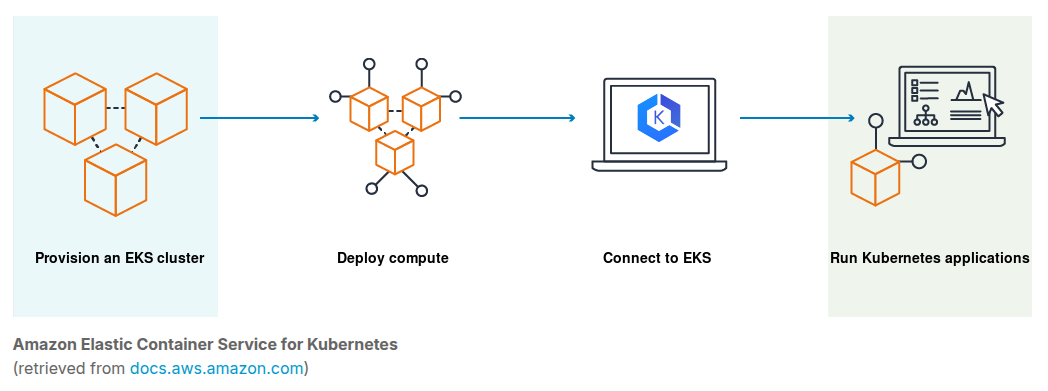 K
Provision an EKS cluster
Deploy compute
Connect to EKS
Run Kubernetes applications
Amazon Elastic Container Service for Kubernetes
(retrieved from docs.aws.amazon.com)